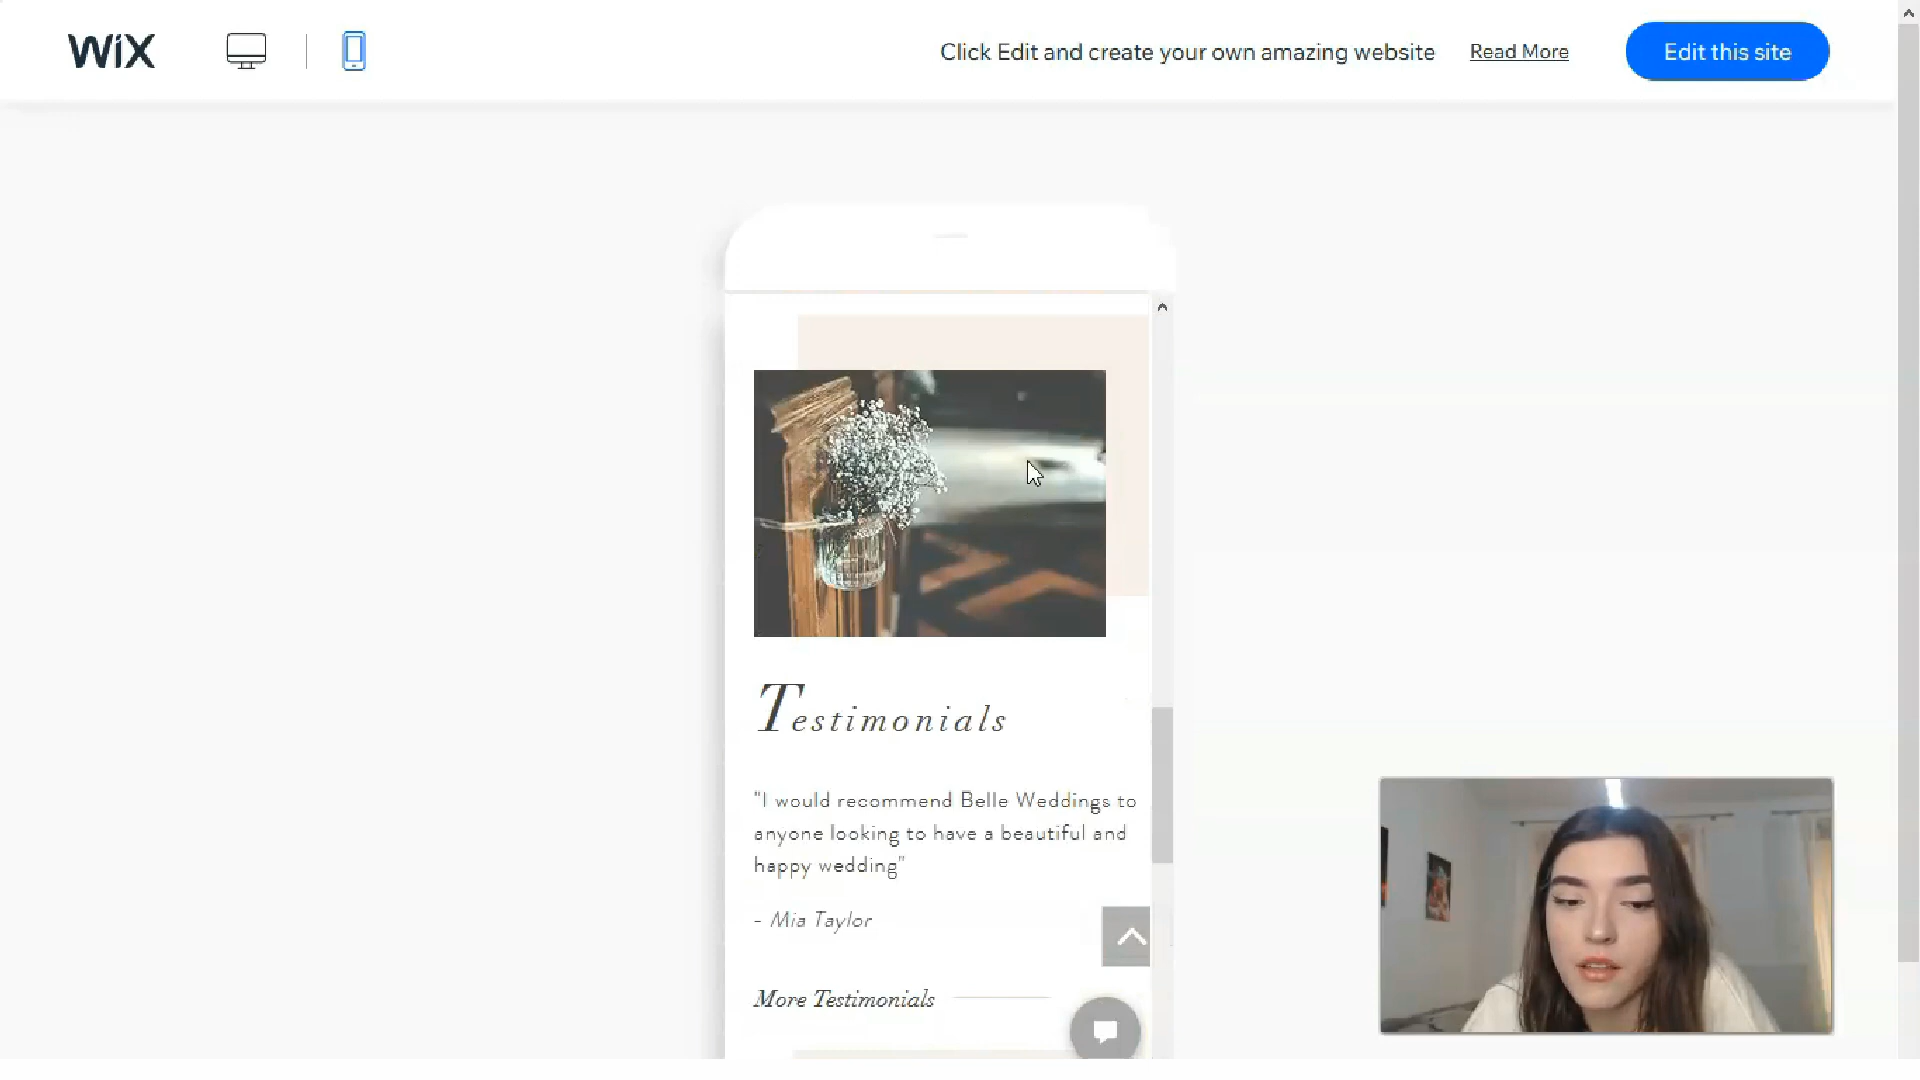 WiX
Click Edit and create your own amazing website
Read More
Edit this site
Testimonials
"I would recommend Belle Weddings to
anyone looking to have a beautiful and
happy wedding"
- Mia Taylor
More Testimonials